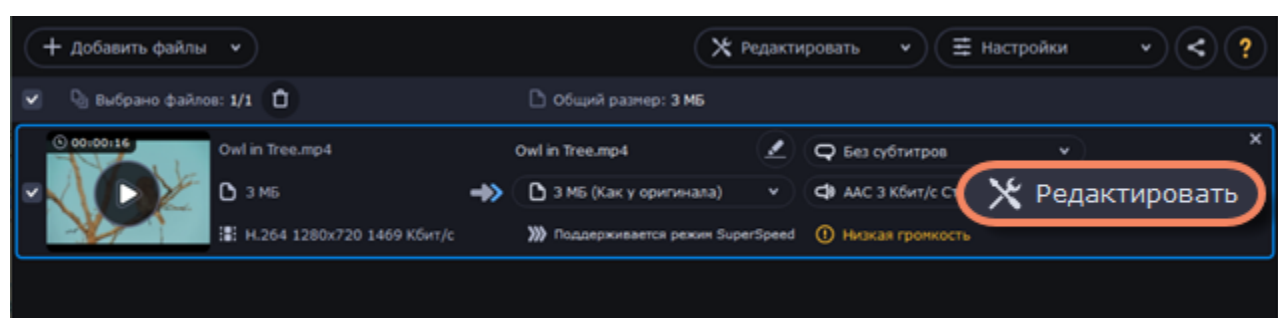 Добавить файлы
Редактировать
Настройки
?
Выбрано файлов: 1/1
Общий размер: 3 МБ
00:00:16
Owl in Tree.mp4
Owl in Tree.mp4
Без субтитров
3 МБ
3 МБ (Как у оригинала)
AAC 3 Кбит/с Ст
Редактировать
H.264 1280x720 1469 Кбит/с
Поддерживается режим SuperSpeed
Низкая громкость